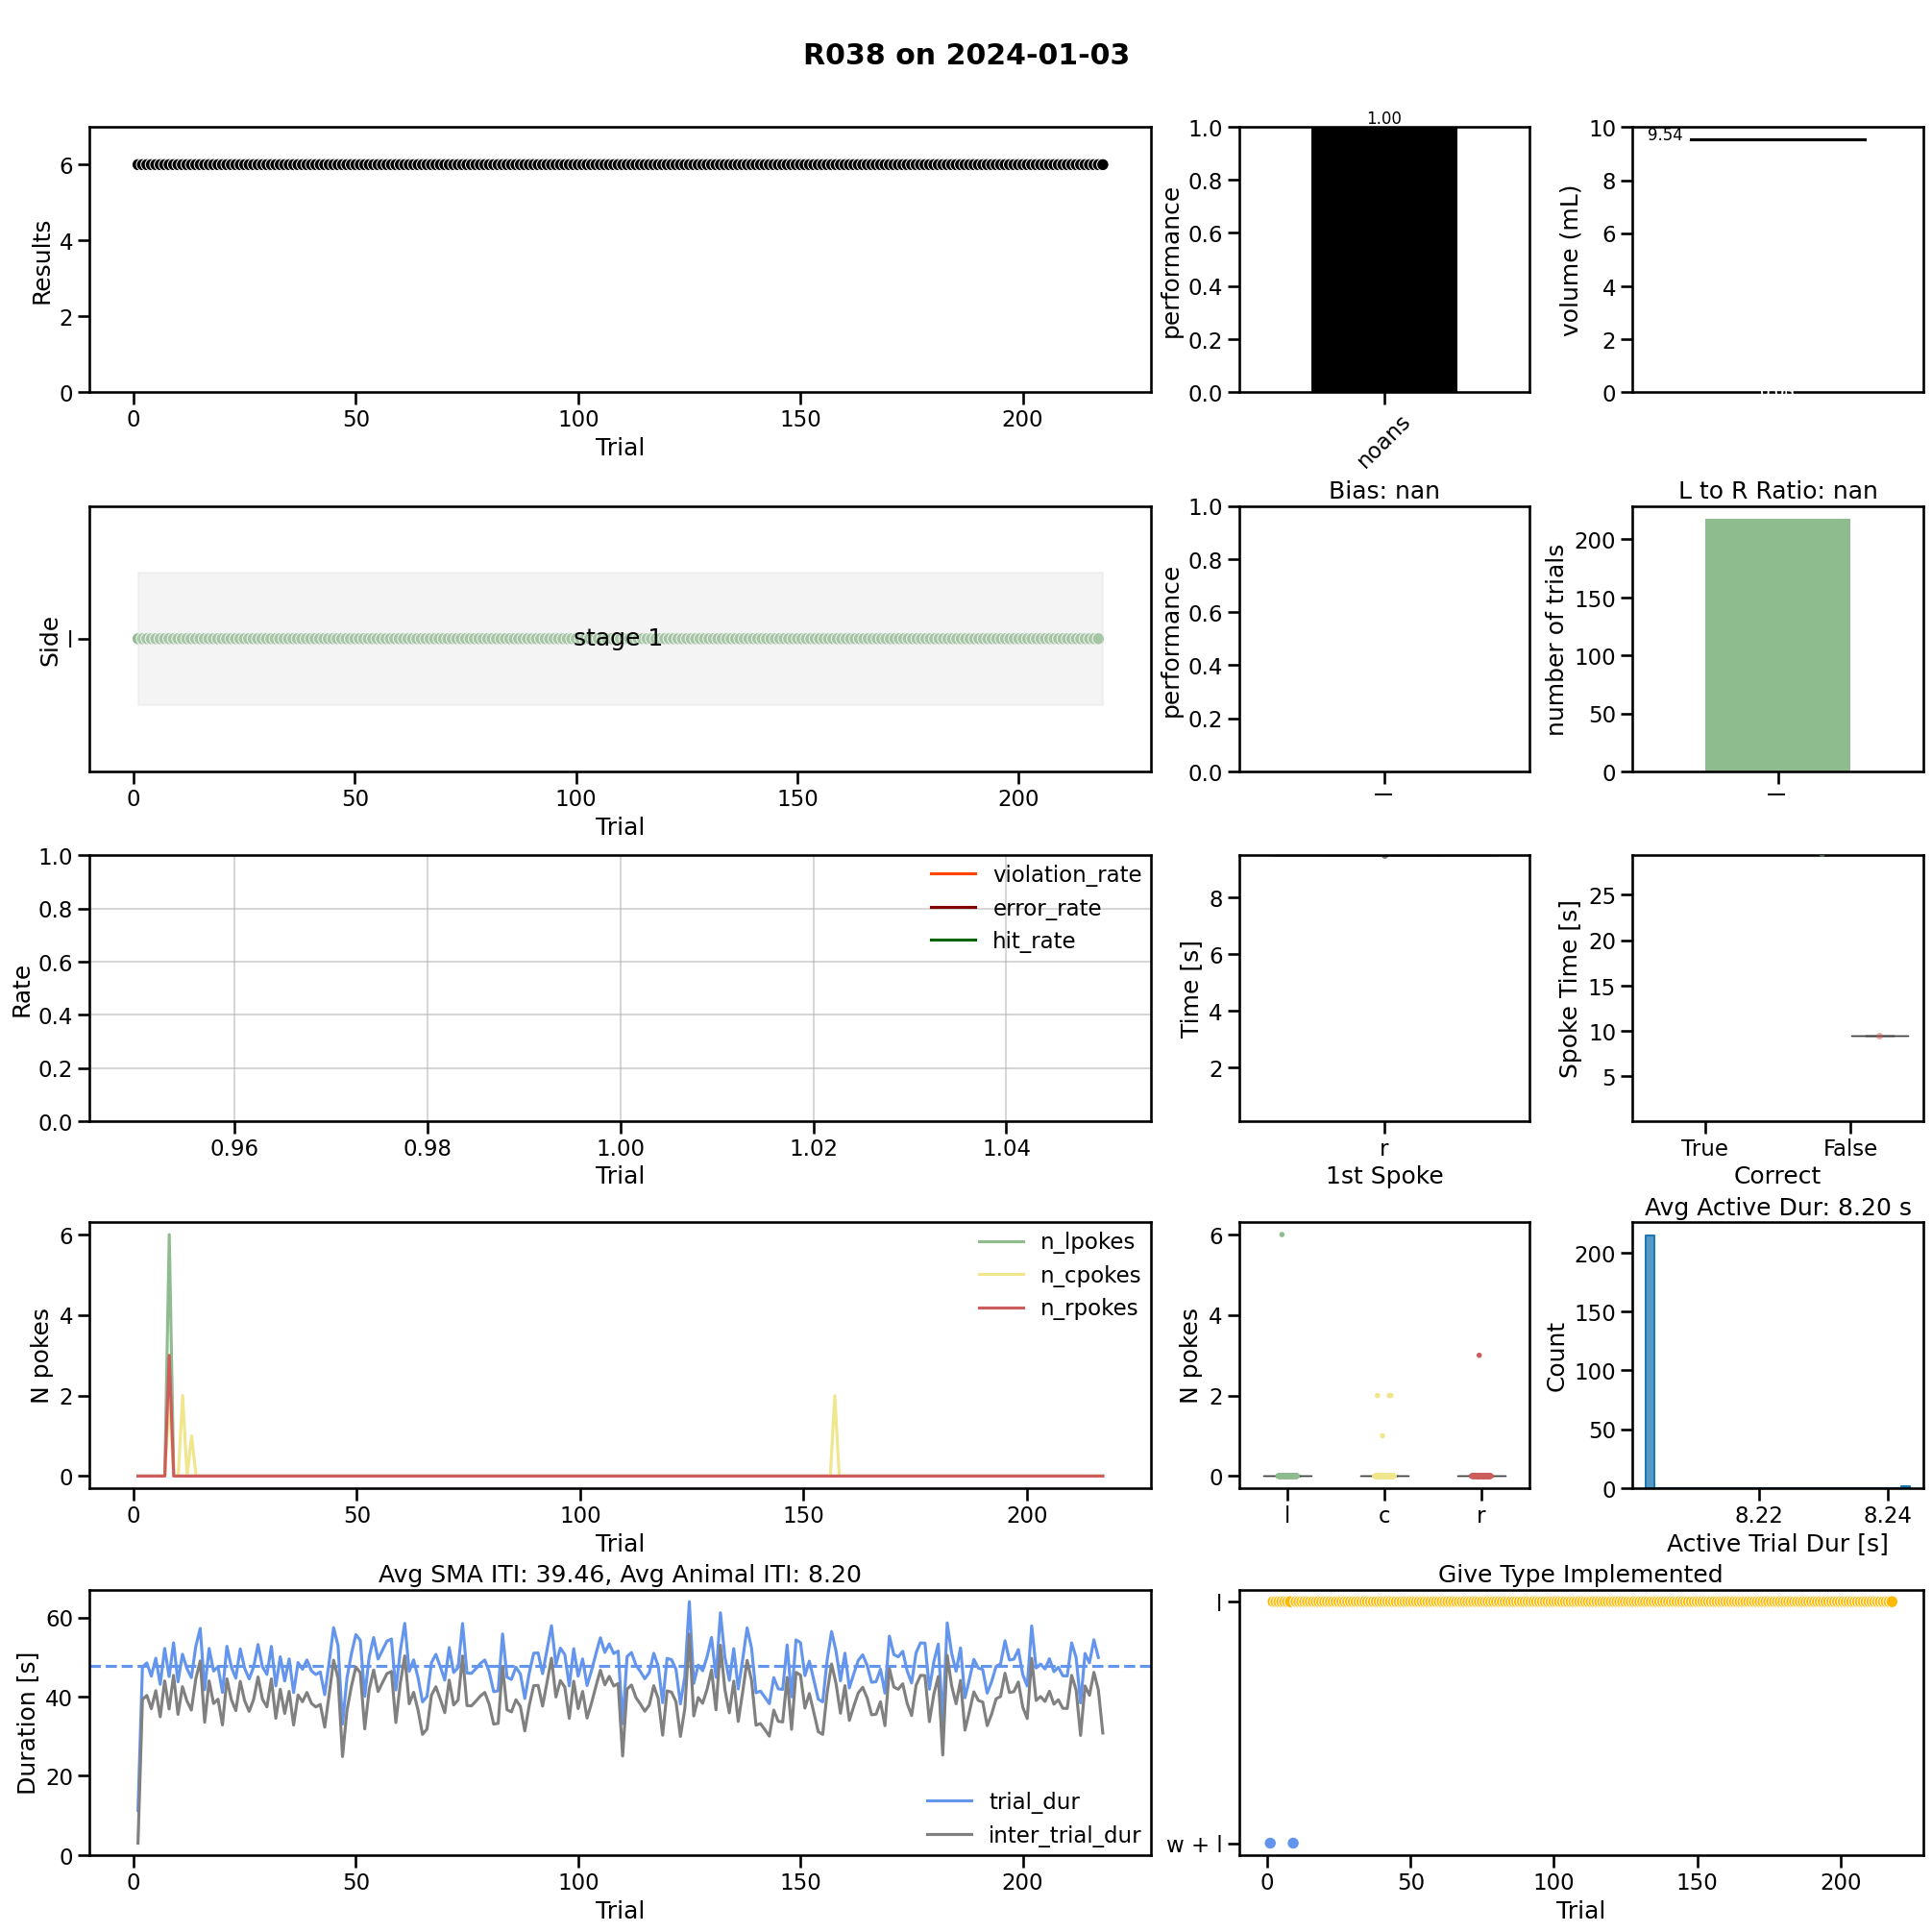 R038 on 2024-01-03
Results
6
4
2
0
0
50
100
150
200
Trial
performance
1.0
0.8
0.6
0.4
0.2
0.0
1.00
noans
volume (mL)
10
8
6
4
2
0
9.54
Side
l
stage 1
0
50
100
150
200
Trial
Bias: nan
performance
1.0
0.8
0.6
0.4
0.2
0.0
l
L to R Ratio: nan
number of trials
200
150
100
50
0
l
Rate
1.0
0.8
0.6
0.4
0.2
0.0
violation_rate
error_rate
hit_rate
0.96
0.98
1.00
1.02
1.04
Trial
Time [s]
8
6
4
2
r
1st Spoke
Spoke Time [s]
25
20
15
10
5
True
False
Correct
N pokes
6
4
2
0
n_lpokes
n_cpokes
n_rpokes
0
50
100
150
200
Trial
N pokes
6
4
2
0
l
c
r
Avg Active Dur: 8.20 s
Count
200
150
100
50
0
8.22
8.24
Active Trial Dur [s]
Avg SMA ITI: 39.46, Avg Animal ITI: 8.20
Duration [s]
60
40
20
0
trial_dur
inter_trial_dur
0
50
100
150
200
Trial
Give Type Implemented
l
w + l
0
50
100
150
200
Trial